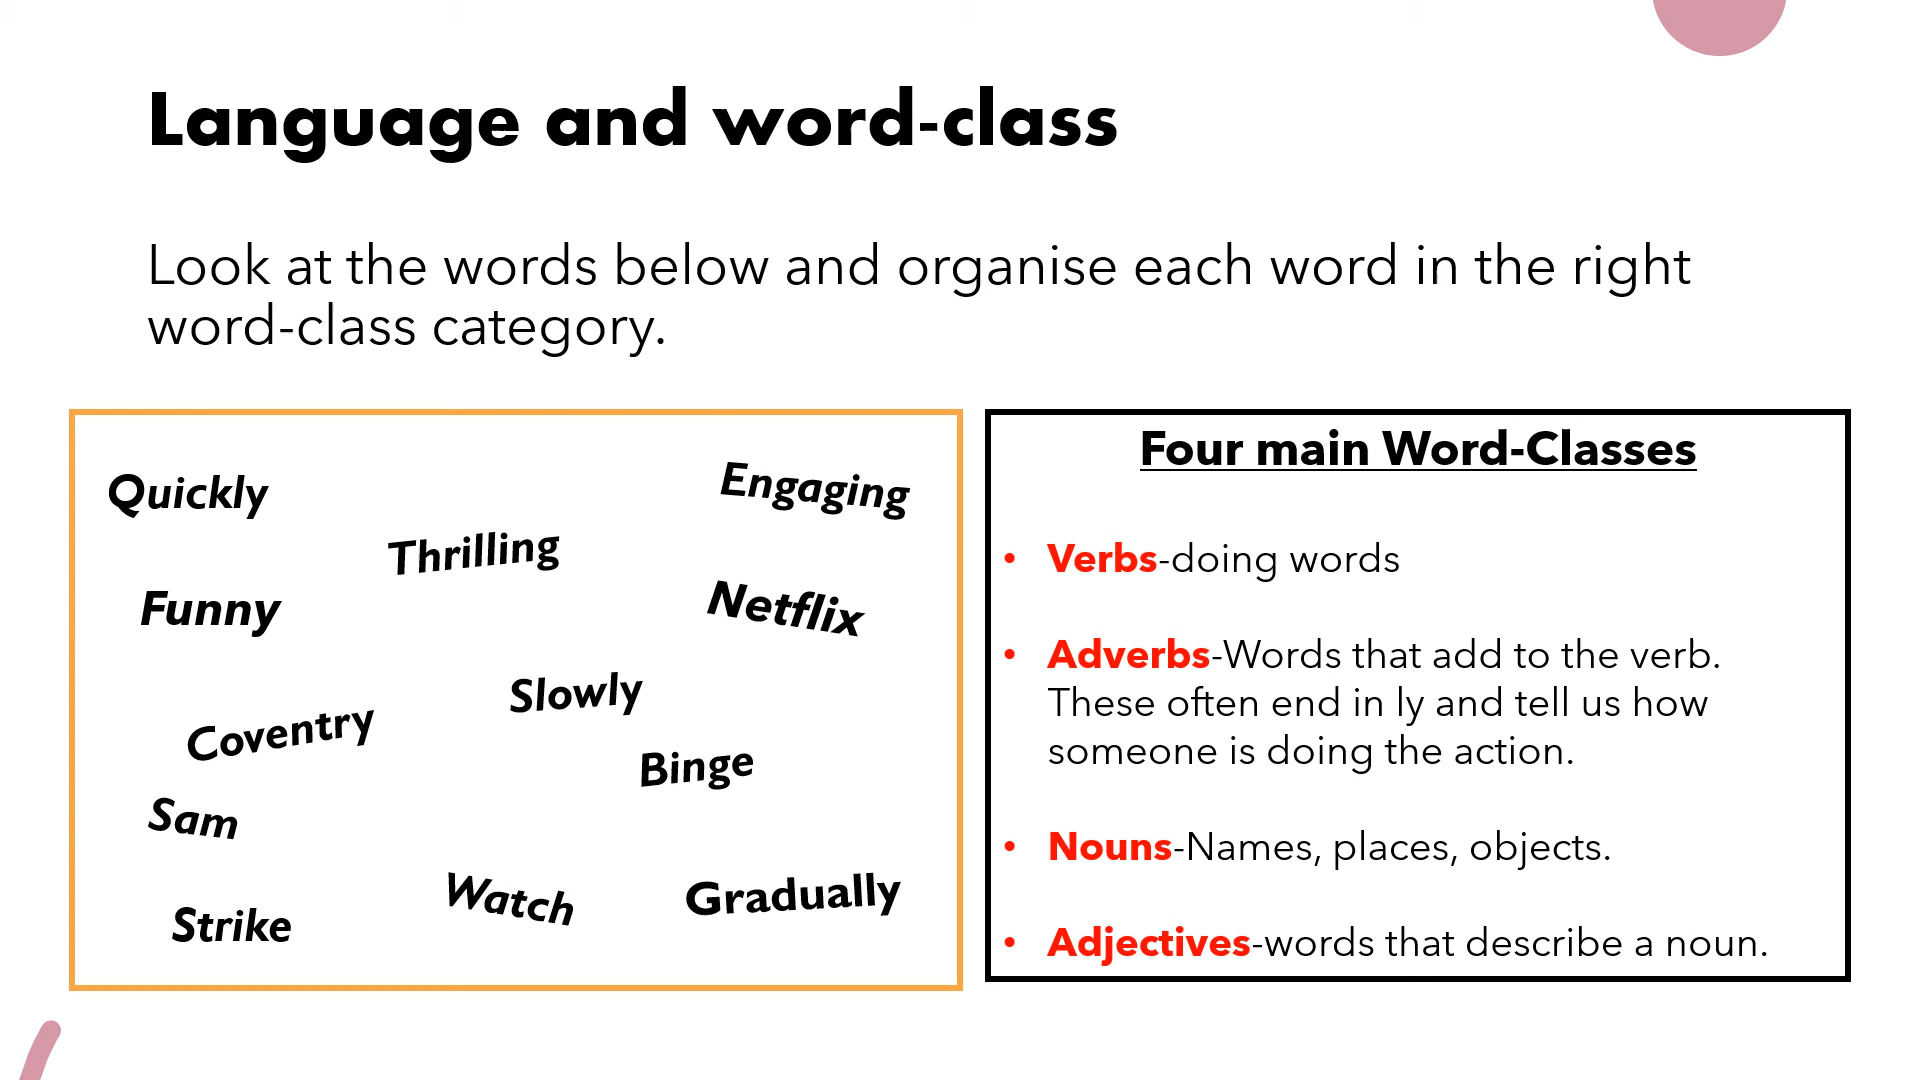 Language and word-class
Look at the words below and organise each word in the right
word-class category.
Quickly
Engaging
Thrilling
Funny
Netflix
Slowly
Coventry
Binge
Sam
Watch
Gradually
Strike
Four main Word-Classes
• Verbs-doing words
• Adverbs-Words that add to the verb.
These often end in ly and tell us how
someone is doing the action.
• Nouns-Names, places, objects.
• Adjectives-words that describe a noun.